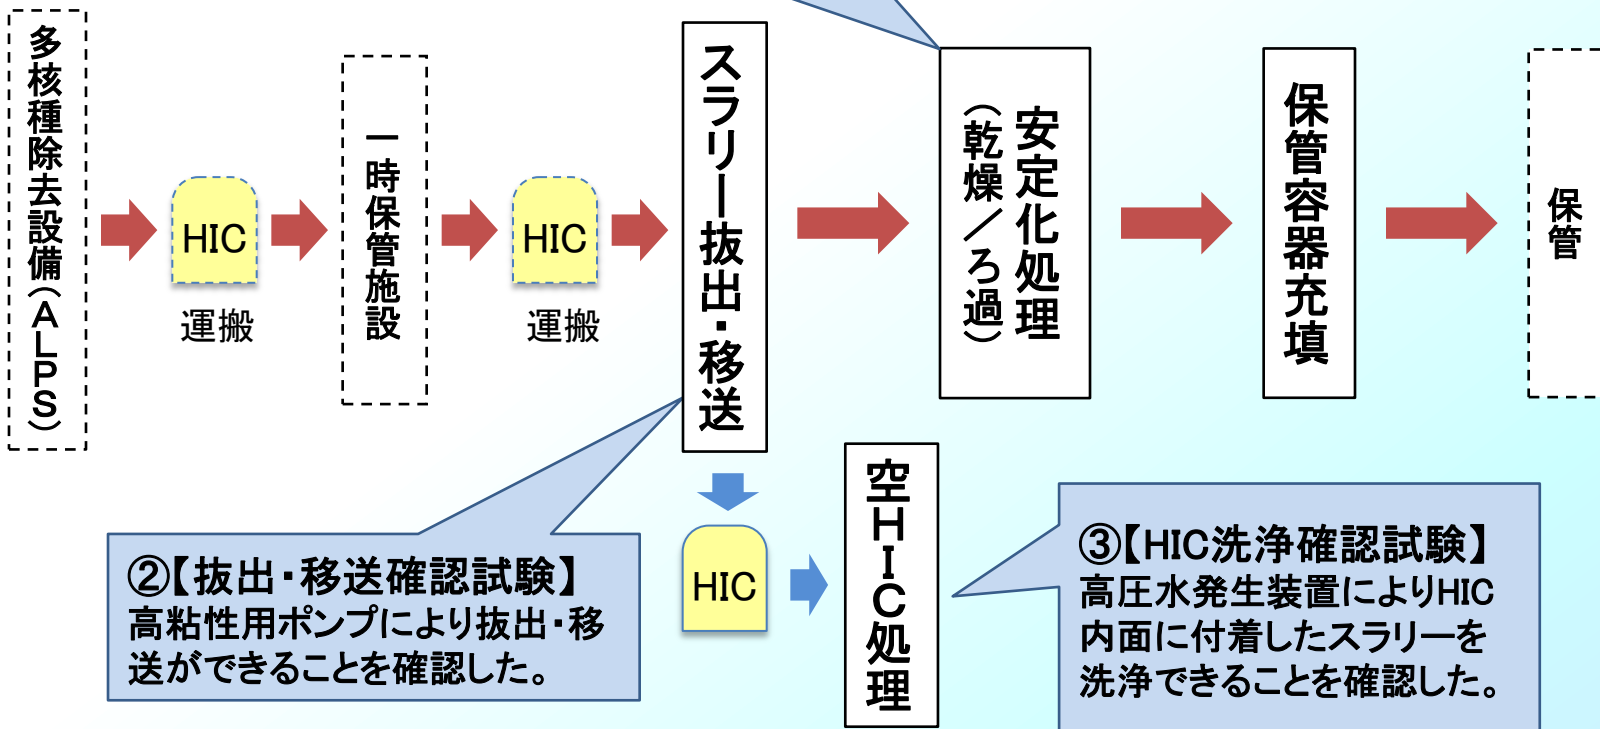 多核種除去設備(ALPS)
HIC
運搬
一時保管施設
HIC
運搬
スラリー抜出・移送
安定化処理
(乾燥/ろ過)
保管容器充填
保管
HIC
空HIC処理
②【抜出・移送確認試験】
高粘性用ポンプにより抜出・移
送ができることを確認した。
③【HIC洗浄確認試験】
高圧水発生装置によりHIC
内面に付着したスラリーを
洗浄できることを確認した。